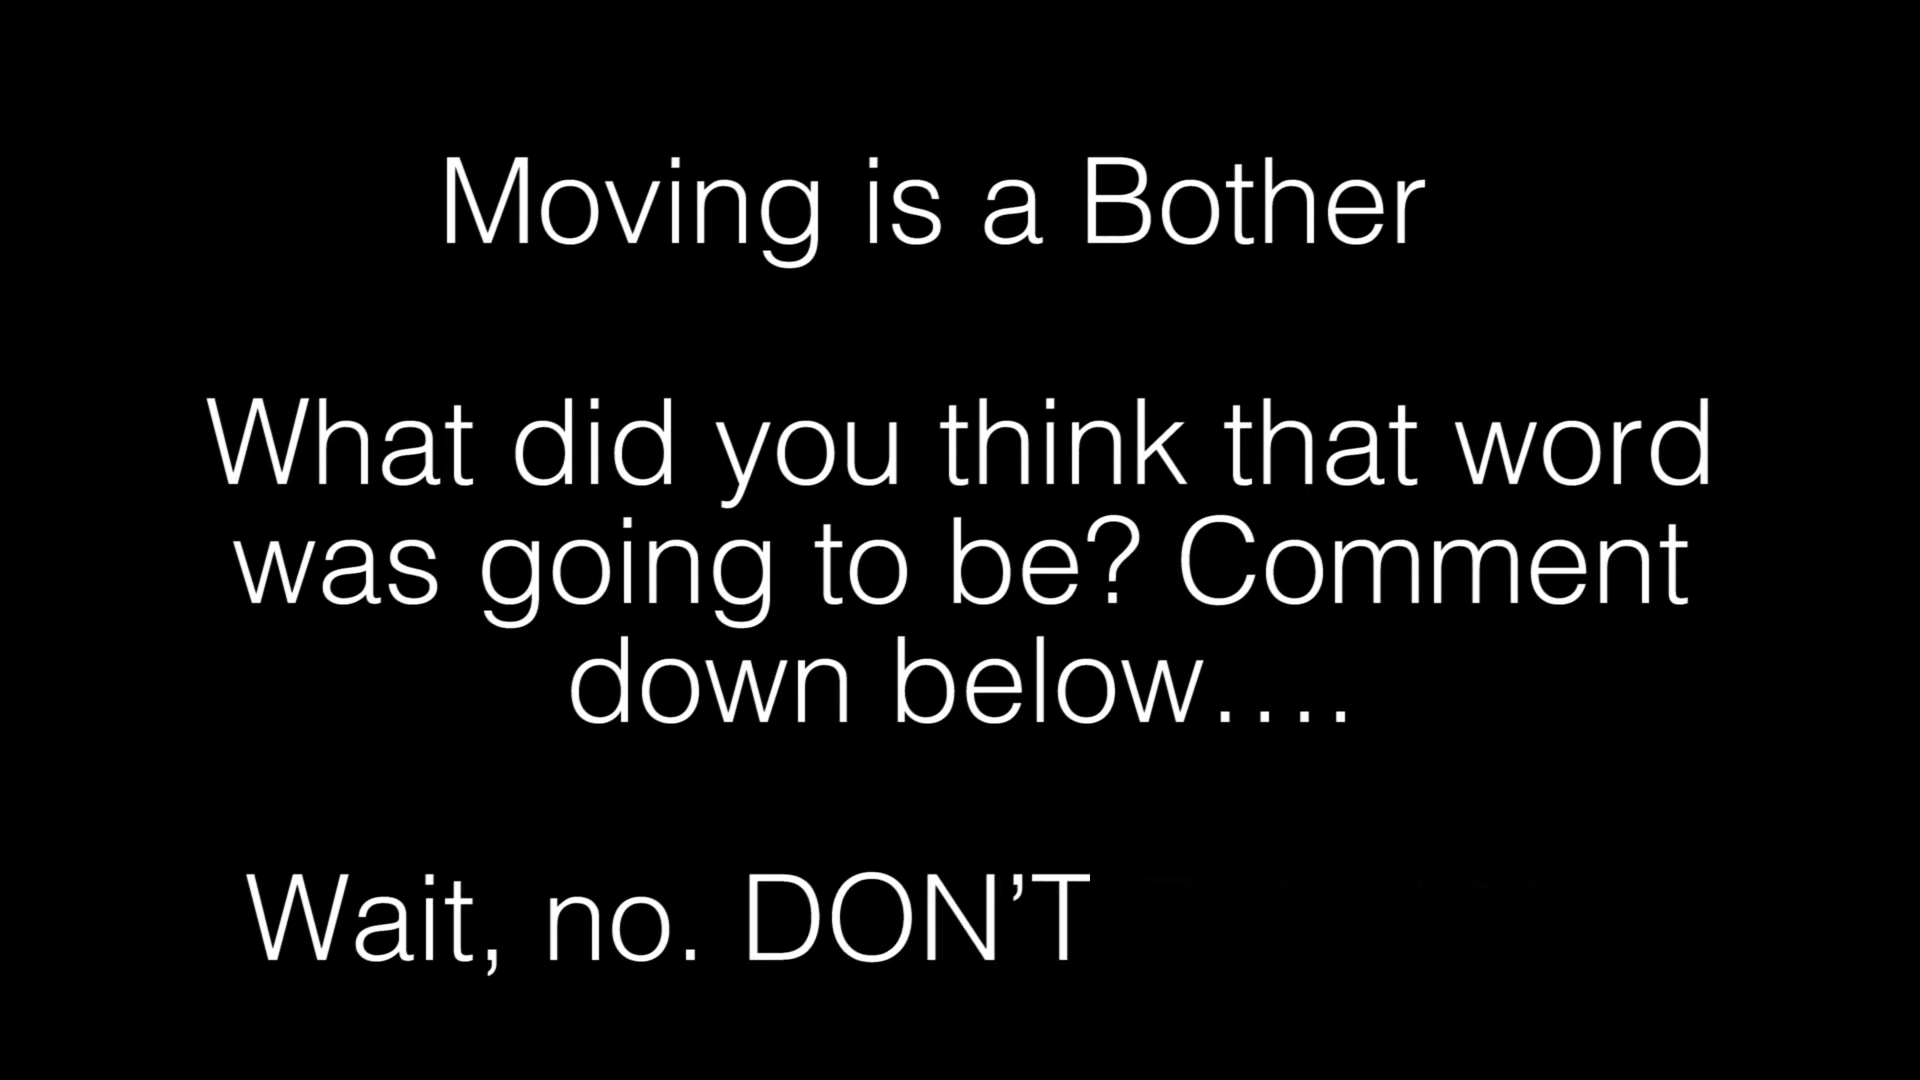 Moving is a Bother
What did you think that word
was going to be? Comment
down below....
Wait, no. DON’T